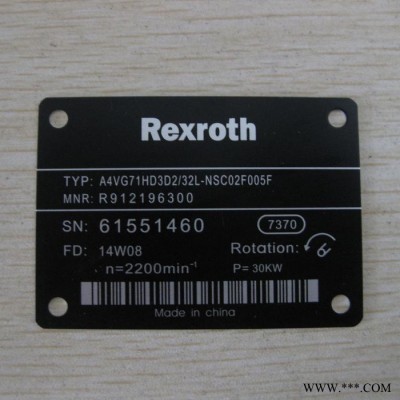 Rexroth
TYP: A4VG71HD3D2/32L-NSC02F005F
MNR: R912196300
SN: 61551460 7370
FD: 14W08 Rotation:
n=2200min⁻¹ P= 30KW
Made in china
WWW.***.COM